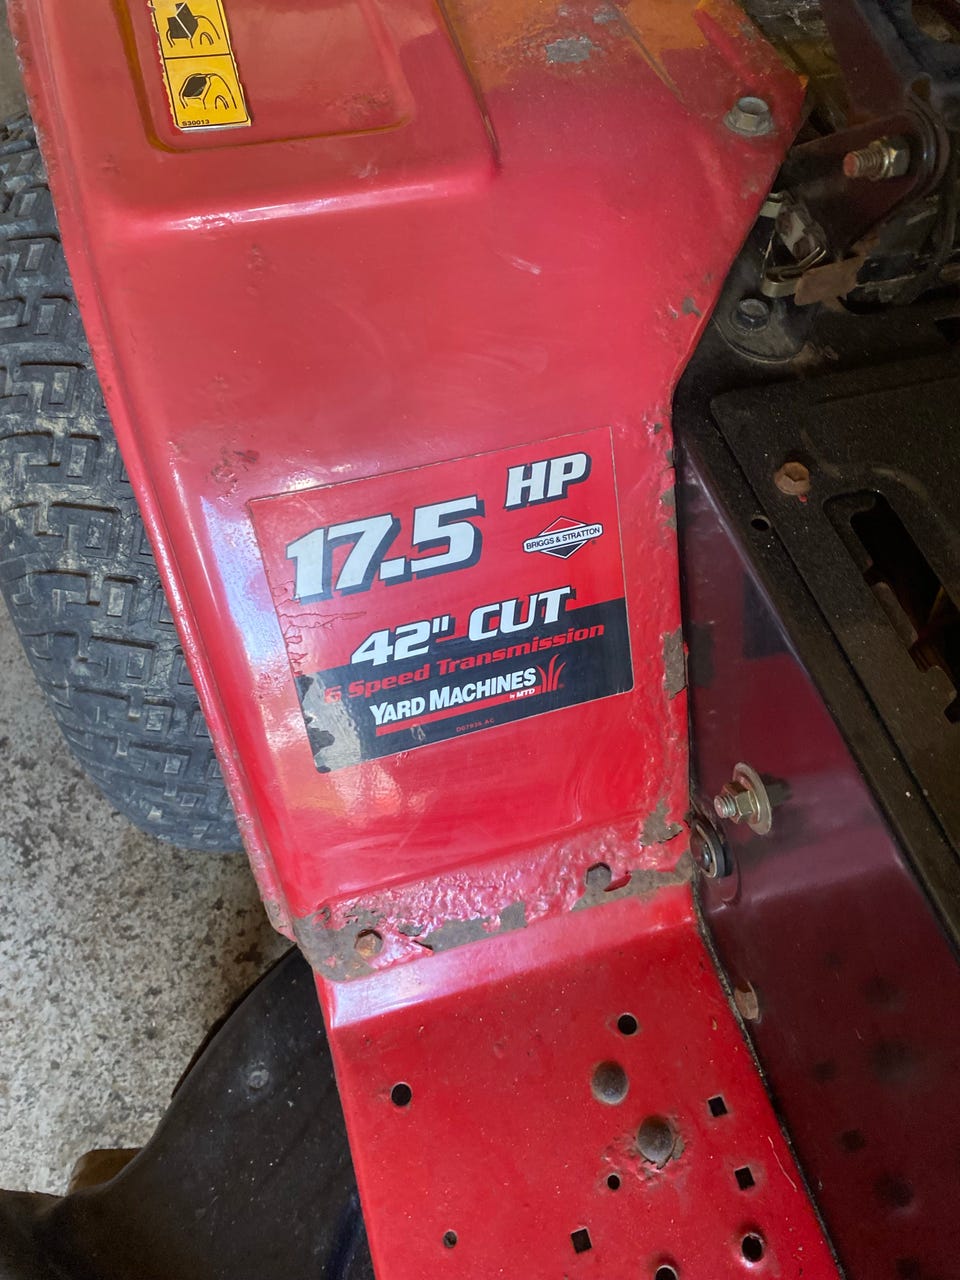 S30013
17.5 HP
BRIGGS & STRATTON
42" CUT
6 Speed Transmission
YARD MACHINES
by MTD